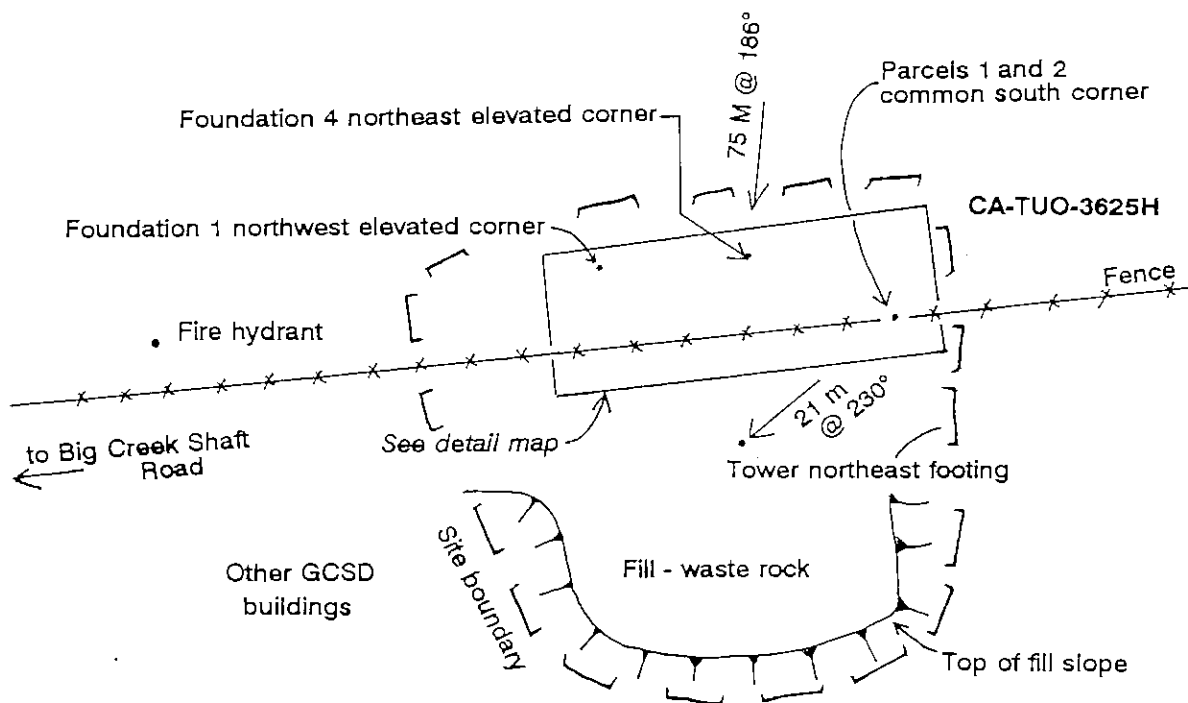 75 M @ 186°
Parcels 1 and 2
common south corner
Foundation 4 northeast elevated corner
CA-TUO-3625H
Foundation 1 northwest elevated corner
Fence
Fire hydrant
21 m
@ 230°
See detail map
to Big Creek Shaft
Road
Tower northeast footing
Site boundary
Fill - waste rock
Other GCSD
buildings
Top of fill slope